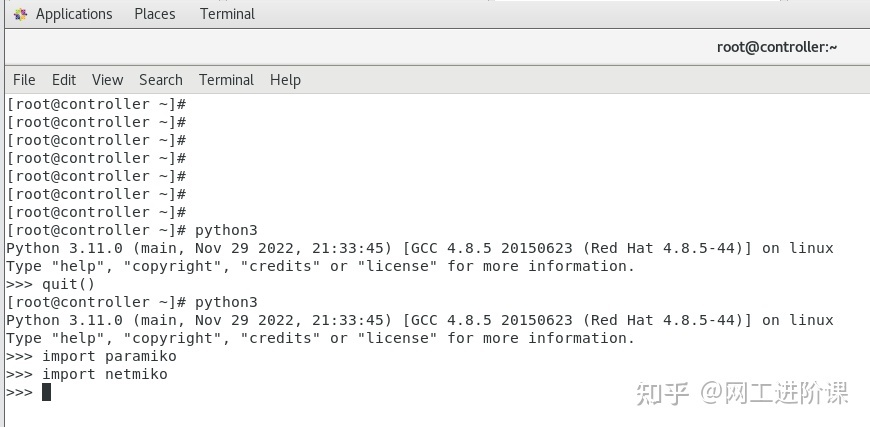 Applications Places Terminal
root@controller:~
File Edit View Search Terminal Help
[root@controller ~]#
[root@controller ~]#
[root@controller ~]#
[root@controller ~]#
[root@controller ~]#
[root@controller ~]#
[root@controller ~]#
[root@controller ~]# python3
Python 3.11.0 (main, Nov 29 2022, 21:33:45) [GCC 4.8.5 20150623 (Red Hat 4.8.5-44)] on linux
Type "help", "copyright", "credits" or "license" for more information.
>>> quit()
[root@controller ~]# python3
Python 3.11.0 (main, Nov 29 2022, 21:33:45) [GCC 4.8.5 20150623 (Red Hat 4.8.5-44)] on linux
Type "help", "copyright", "credits" or "license" for more information.
>>> import paramiko
>>> import netmiko
>>>
知乎 @网工进阶课